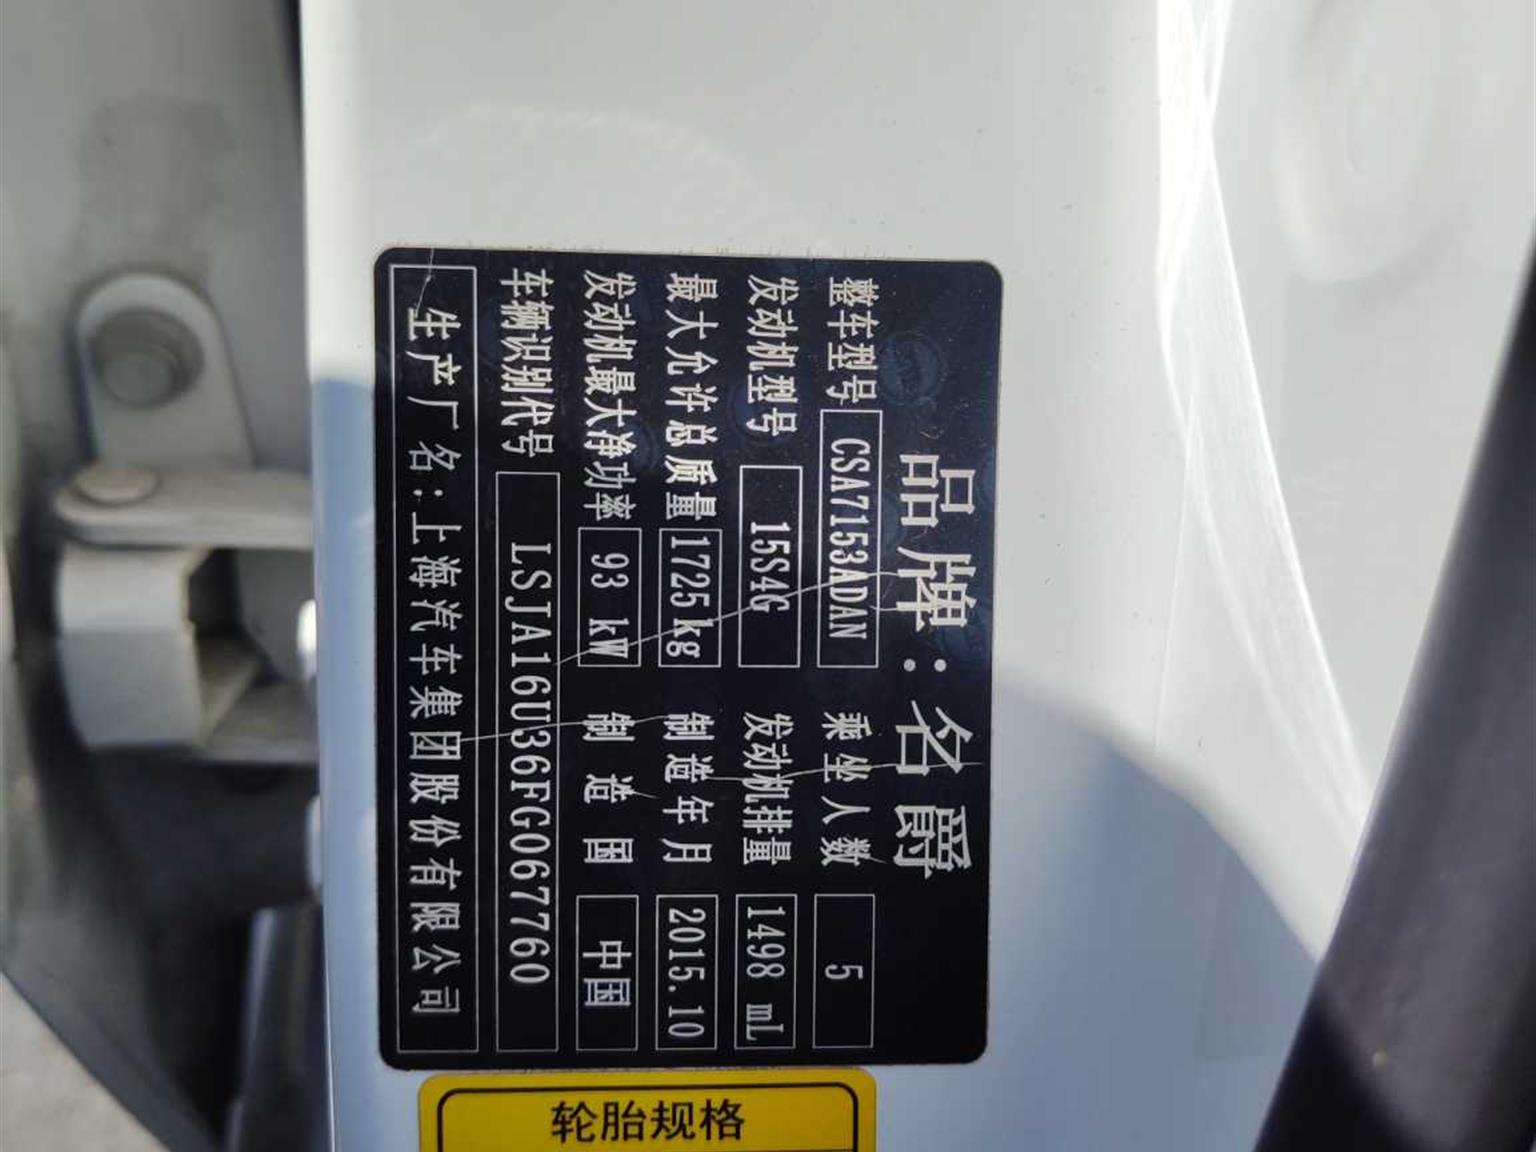 品牌：名爵
整车型号 CSA7153ADAN 乘坐人数 5
发动机型号 15S4G 发动机排量 1498 mL
最大允许总质量 1725kg 制造年月 2015.10
发动机最大净功率 93 kW 制造国 中国
车辆识别代号 LSJA16U36FG067760
生产厂名：上海汽车集团股份有限公司
轮胎规格